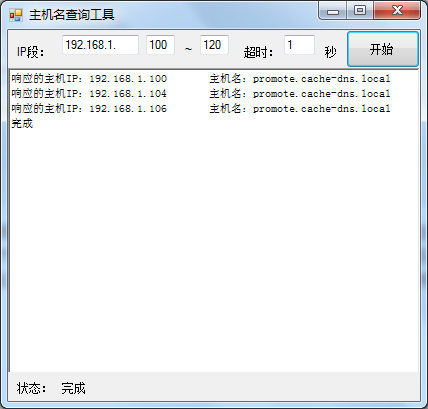 主机名查询工具
IP段： 192.168.1. 100 ~ 120 超时： 1 秒 开始
响应的主机IP：192.168.1.100 主机名：promote.cache-dns.local
响应的主机IP：192.168.1.104 主机名：promote.cache-dns.local
响应的主机IP：192.168.1.106 主机名：promote.cache-dns.local
完成
状态： 完成